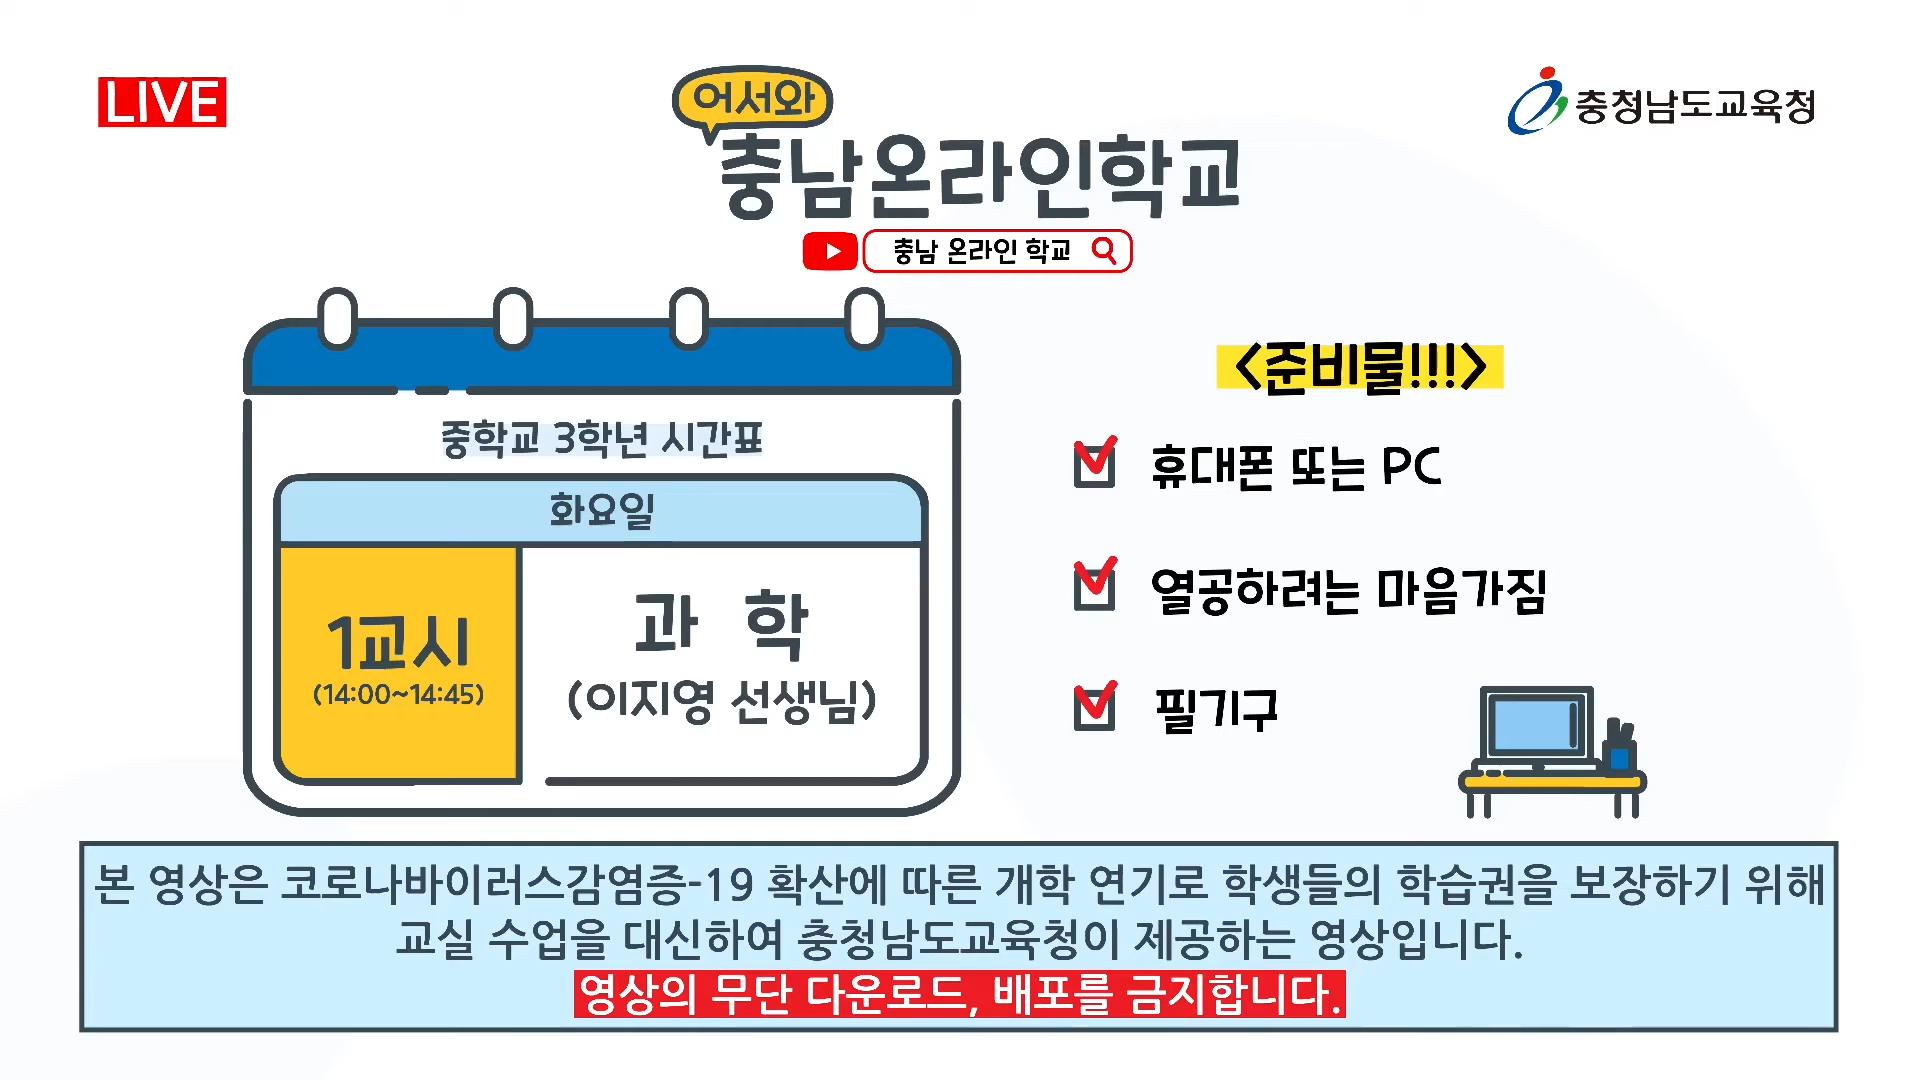 LIVE
어서와
충남온라인학교
충남 온라인 학교
충청남도교육청
중학교 3학년 시간표
화요일
1교시
(14:00~14:45)
과 학
(이지영 선생님)
<준비물!!!>
휴대폰 또는 PC
열공하려는 마음가짐
필기구
본 영상은 코로나바이러스감염증-19 확산에 따른 개학 연기로 학생들의 학습권을 보장하기 위해
교실 수업을 대신하여 충청남도교육청이 제공하는 영상입니다.
영상의 무단 다운로드, 배포를 금지합니다.